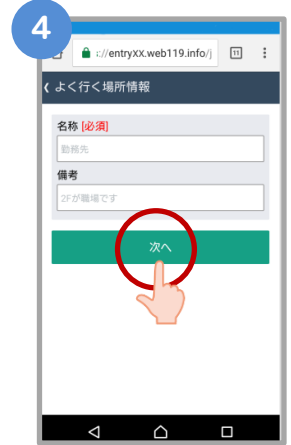 4
://entryXX.web119.info/j
11
よく行く場所情報
名称 [必須]
勤務先
備考
2Fが職場です
次へ